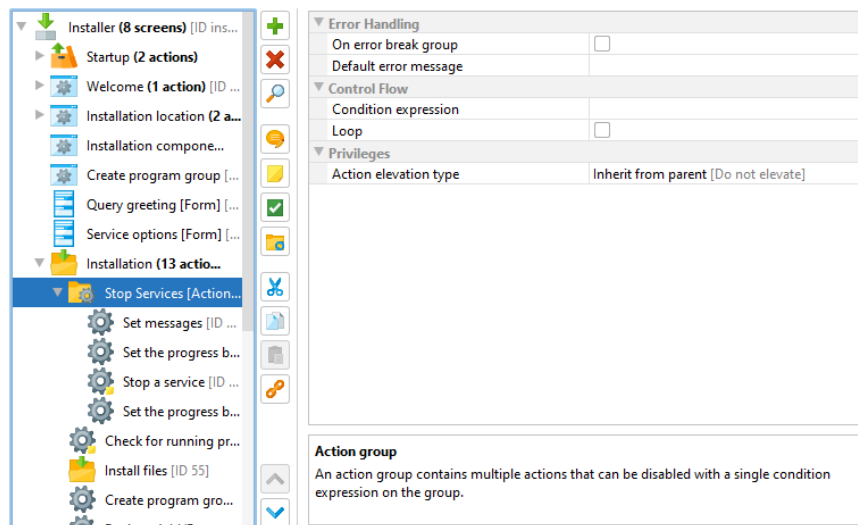 Installer (8 screens) [ID ins...
Startup (2 actions)
Welcome (1 action) [ID ...
Installation location (2 a...
Installation compone...
Create program group [...
Query greeting [Form] [...
Service options [Form] [...
Installation (13 actio...
Stop Services [Action...
Set messages [ID ...
Set the progress b...
Stop a service [ID ...
Set the progress b...
Check for running pr...
Install files [ID 55]
Create program gro...
Error Handling
On error break group
Default error message
Control Flow
Condition expression
Loop
Privileges
Action elevation type Inherit from parent [Do not elevate]
Action group
An action group contains multiple actions that can be disabled with a single condition
expression on the group.